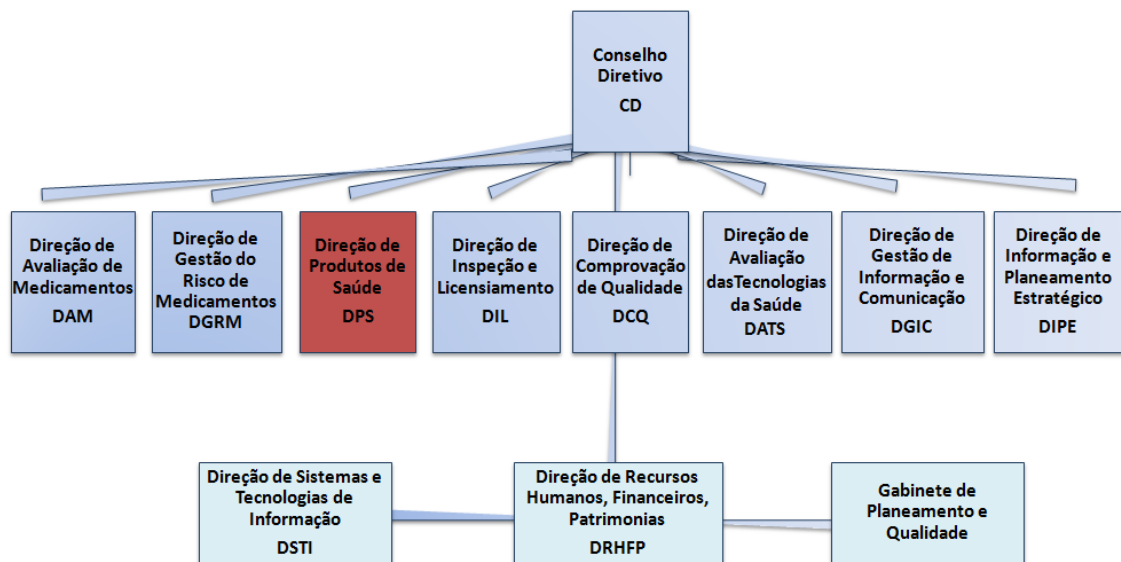 Conselho
Diretivo
CD
Direção de
Avaliação de
Medicamentos
DAM
Direção de
Gestão do
Risco de
Medicamentos
DGRM
Direção de
Produtos de
Saúde
DPS
Direção de
Inspeção e
Licensiamento
DIL
Direção de
Comprovação
de Qualidade
DCQ
Direção de
Avaliação
dasTecnologias
da Saúde
DATS
Direção de
Gestão de
Informação e
Comunicação
DGIC
Direção de
Informação e
Planeamento
Estratégico
DIPE
Direção de Sistemas e
Tecnologias de
Informação
DSTI
Direção de Recursos
Humanos, Financeiros,
Patrimonias
DRHFP
Gabinete de
Planeamento e
Qualidade